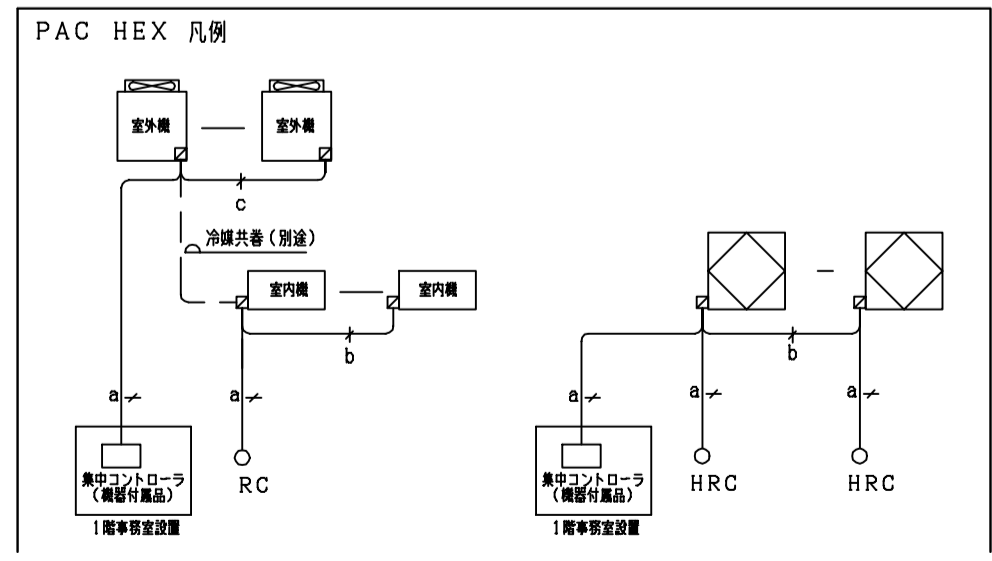 PAC HEX 凡例
室外機
室外機
c
冷媒共巻(別途)
室内機
室内機
b
a
a
集中コントローラ
(機器付属品)
1階事務室設置
RC
b
a
a
a
集中コントローラ
(機器付属品)
1階事務室設置
HRC
HRC